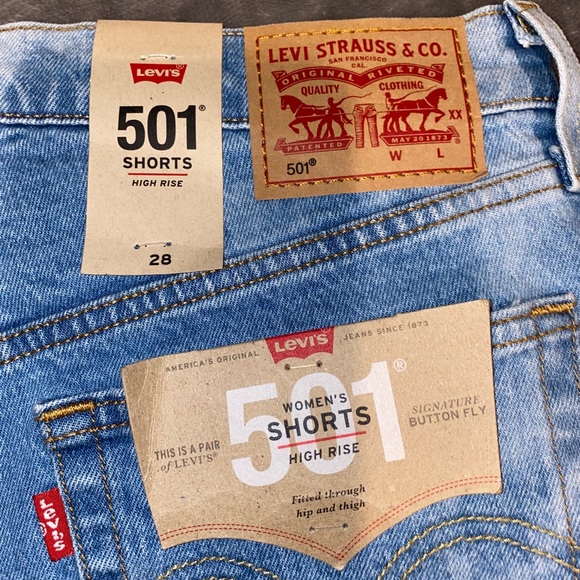 Levi's
501®
SHORTS
HIGH RISE
28
LEVI STRAUSS & CO.
SAN FRANCISCO
CAL.
ORIGINAL RIVETED
QUALITY CLOTHING
XX
PATENTED MAY 20 1873
501® W L
Levi's
AMERICA'S ORIGINAL JEANS SINCE 1873
501®
WOMEN'S
SHORTS
HIGH RISE
THIS IS A PAIR
of LEVI'S®
SIGNATURE
BUTTON FLY
Fitted through
hip and thigh
LEVI'S